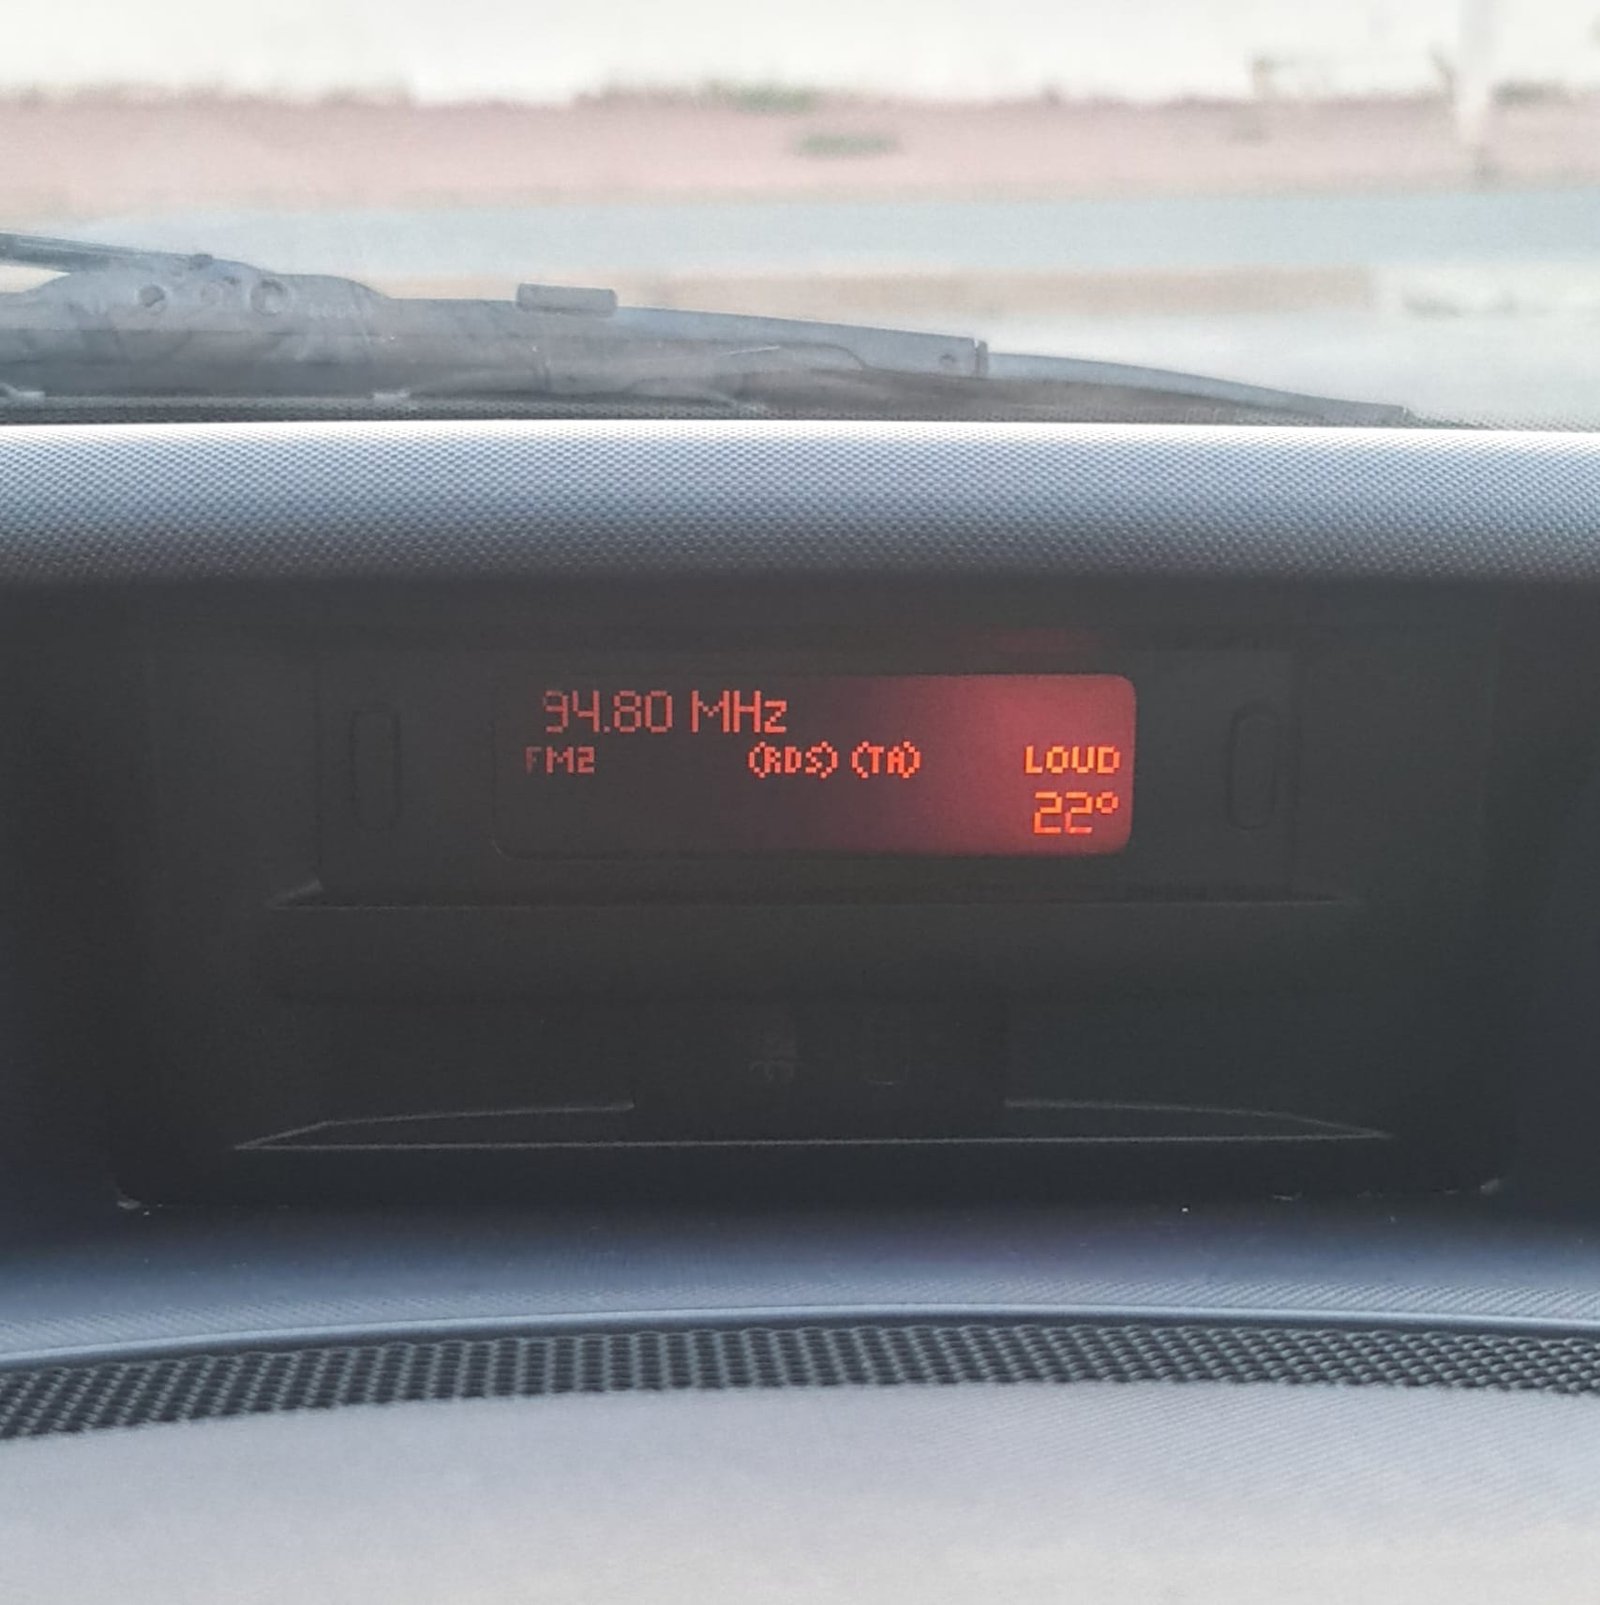 94.80 MHz
FM2 (RDS) (TA) LOUD
22°